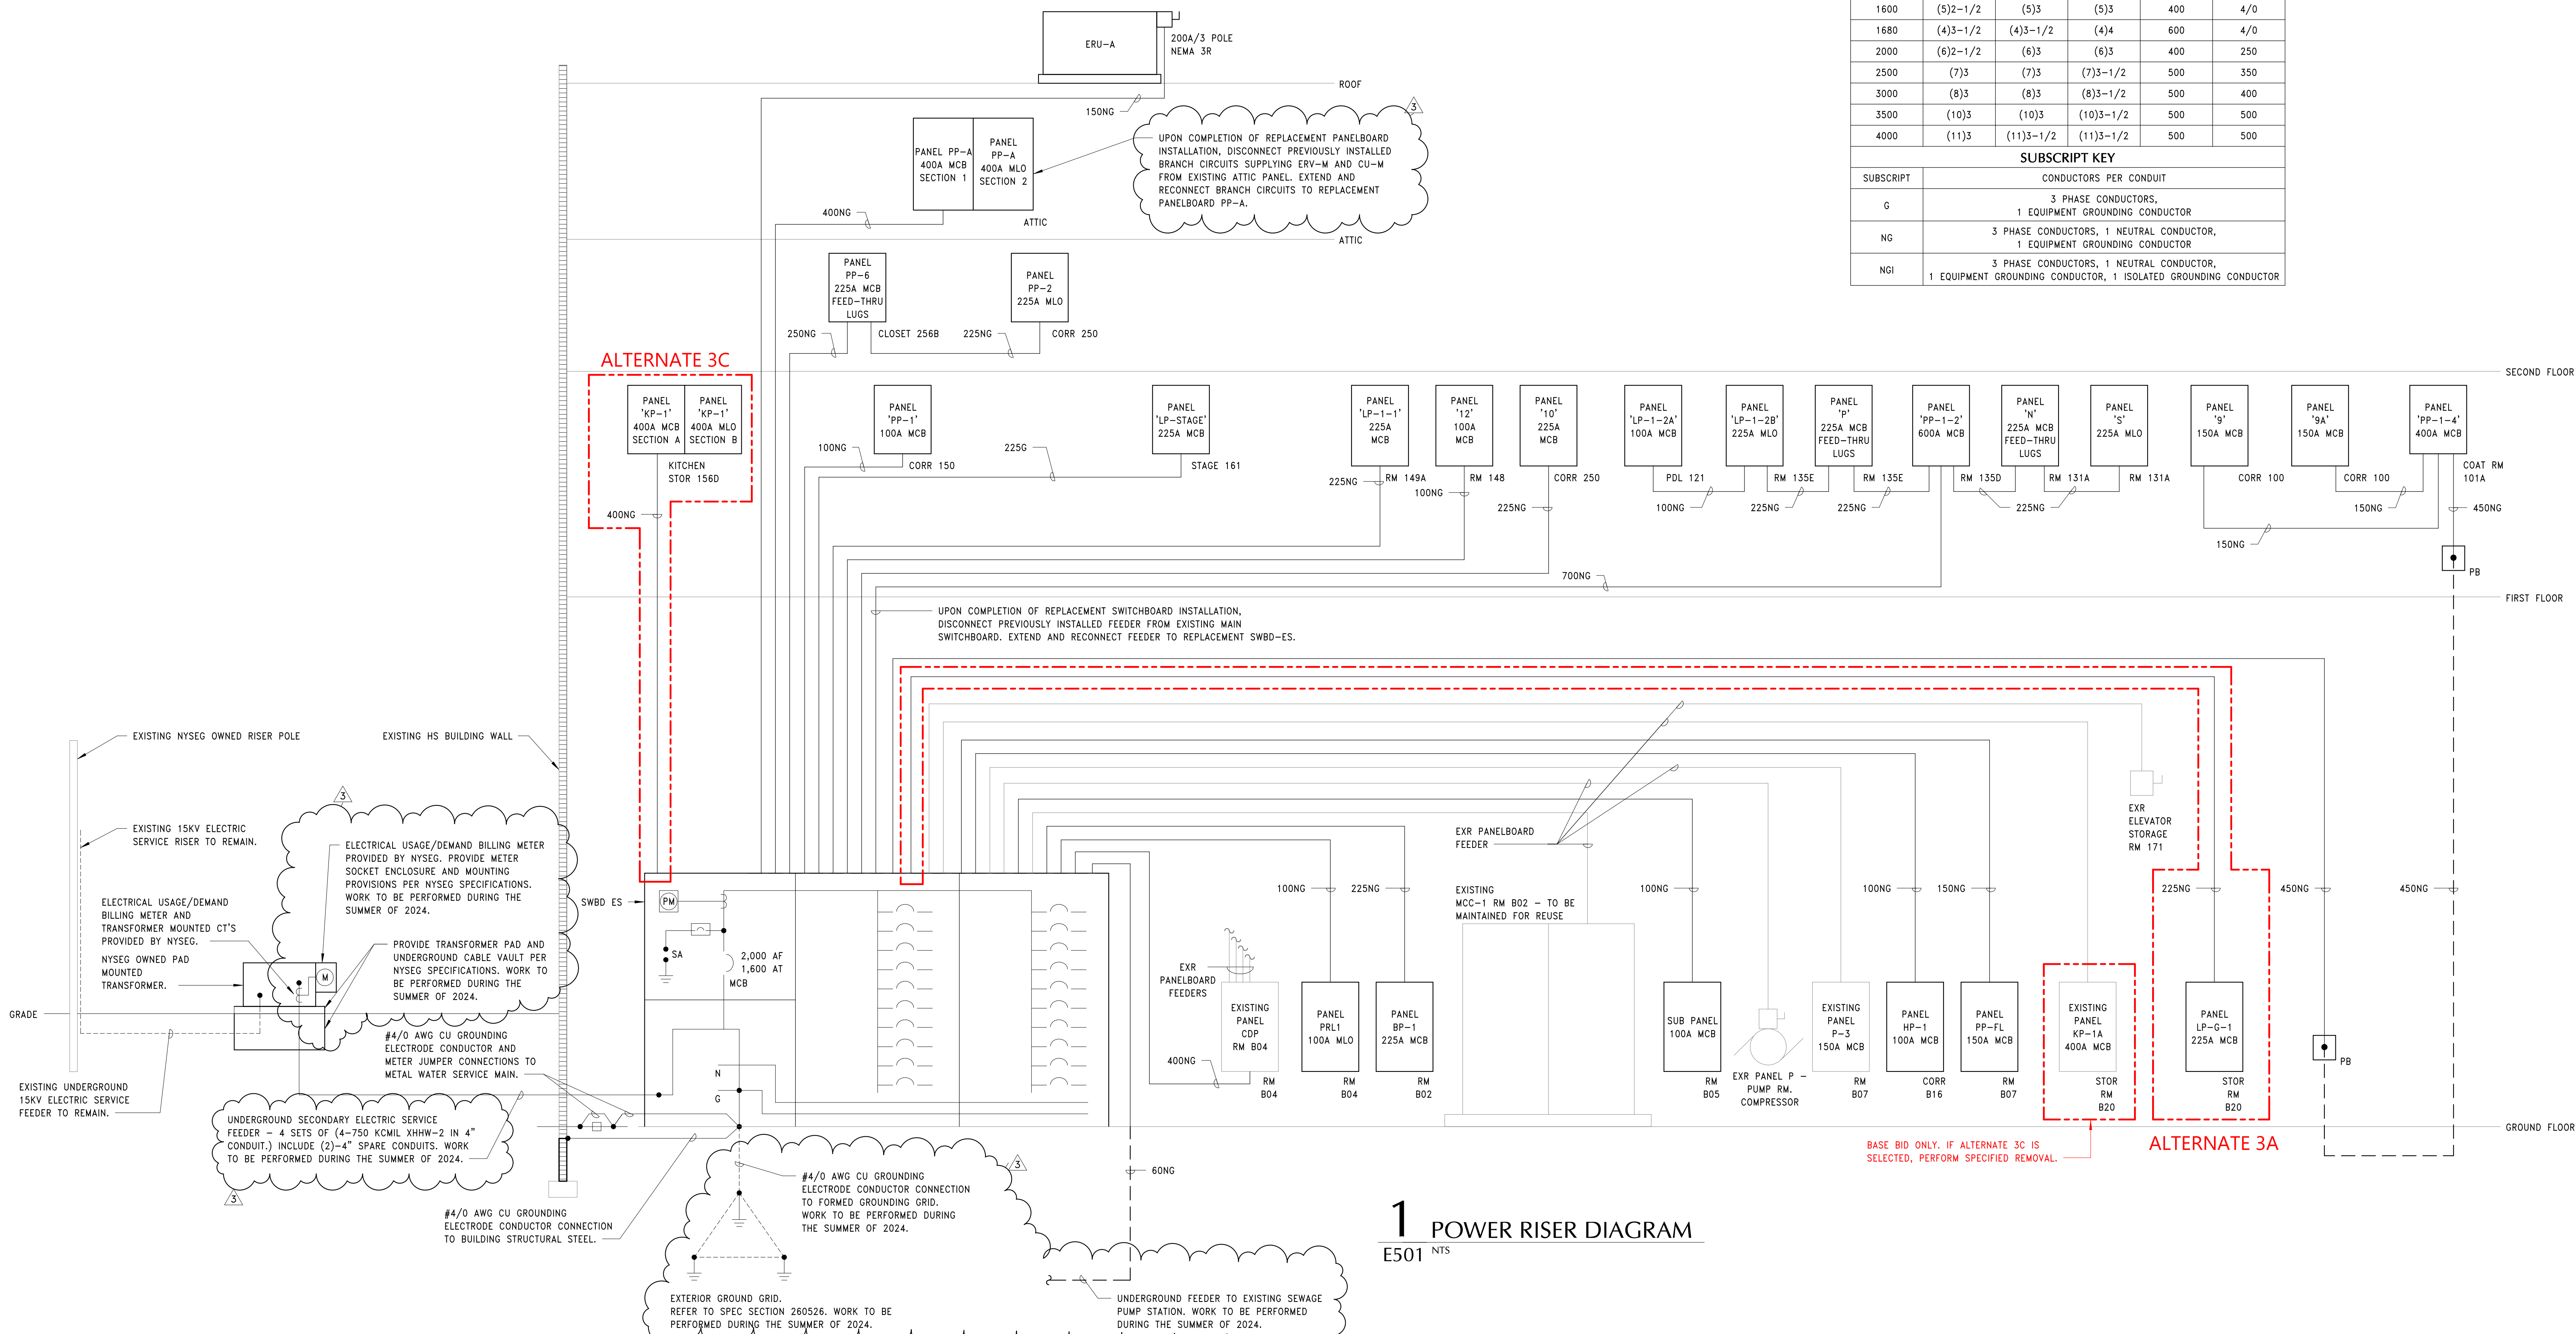 1600 (5)2-1/2 (5)3 (5)3 400 4/0
1680 (4)3-1/2 (4)3-1/2 (4)4 600 4/0
2000 (6)2-1/2 (6)3 (6)3 400 250
2500 (7)3 (7)3 (7)3-1/2 500 350
3000 (8)3 (8)3 (8)3-1/2 500 400
3500 (10)3 (10)3 (10)3-1/2 500 500
4000 (11)3 (11)3-1/2 (11)3-1/2 500 500
SUBSCRIPT KEY
SUBSCRIPT CONDUCTORS PER CONDUIT
G 3 PHASE CONDUCTORS,
1 EQUIPMENT GROUNDING CONDUCTOR
NG 3 PHASE CONDUCTORS, 1 NEUTRAL CONDUCTOR,
1 EQUIPMENT GROUNDING CONDUCTOR
NGI 3 PHASE CONDUCTORS, 1 NEUTRAL CONDUCTOR,
1 EQUIPMENT GROUNDING CONDUCTOR, 1 ISOLATED GROUNDING CONDUCTOR
ERU-A
200A/3 POLE
NEMA 3R
ROOF
150NG
3
UPON COMPLETION OF REPLACEMENT PANELBOARD
INSTALLATION, DISCONNECT PREVIOUSLY INSTALLED
BRANCH CIRCUITS SUPPLYING ERV-M AND CU-M
FROM EXISTING ATTIC PANEL. EXTEND AND
RECONNECT BRANCH CIRCUITS TO REPLACEMENT
PANELBOARD PP-A.
PANEL PP-A
400A MCB
SECTION 1
PANEL
PP-A
400A MLO
SECTION 2
400NG
ATTIC
ATTIC
PANEL
PP-6
225A MCB
FEED-THRU
LUGS
PANEL
PP-2
225A MLO
250NG
CLOSET 256B
225NG
CORR 250
ALTERNATE 3C
SECOND FLOOR
PANEL
'KP-1'
400A MCB
SECTION A
PANEL
'KP-1'
400A MLO
SECTION B
KITCHEN
STOR 156D
400NG
PANEL
'PP-1'
100A MCB
100NG
CORR 150
225G
PANEL
'LP-STAGE'
225A MCB
STAGE 161
PANEL
'LP-1-1'
225A
MCB
225NG
RM 149A
PANEL
'12'
100A
MCB
100NG
RM 148
PANEL
'10'
225A
MCB
225NG
CORR 250
PANEL
'LP-1-2A'
100A MCB
PDL 121
100NG
PANEL
'LP-1-2B'
225A MLO
RM 135E
225NG
PANEL
'P'
225A MCB
FEED-THRU
LUGS
RM 135E
225NG
PANEL
'PP-1-2'
600A MCB
RM 135D
225NG
PANEL
'N'
225A MCB
FEED-THRU
LUGS
RM 131A
PANEL
'S'
225A MLO
RM 131A
PANEL
'9'
150A MCB
CORR 100
150NG
PANEL
'9A'
150A MCB
CORR 100
150NG
PANEL
'PP-1-4'
400A MCB
COAT RM
101A
450NG
PB
700NG
FIRST FLOOR
UPON COMPLETION OF REPLACEMENT SWITCHBOARD INSTALLATION,
DISCONNECT PREVIOUSLY INSTALLED FEEDER FROM EXISTING MAIN
SWITCHBOARD. EXTEND AND RECONNECT FEEDER TO REPLACEMENT SWBD-ES.
EXISTING NYSEG OWNED RISER POLE
EXISTING HS BUILDING WALL
3
EXISTING 15KV ELECTRIC
SERVICE RISER TO REMAIN.
ELECTRICAL USAGE/DEMAND BILLING METER
PROVIDED BY NYSEG. PROVIDE METER
SOCKET ENCLOSURE AND MOUNTING
PROVISIONS PER NYSEG SPECIFICATIONS.
WORK TO BE PERFORMED DURING THE
SUMMER OF 2024.
ELECTRICAL USAGE/DEMAND
BILLING METER AND
TRANSFORMER MOUNTED CT'S
PROVIDED BY NYSEG.
NYSEG OWNED PAD
MOUNTED
TRANSFORMER.
M
PROVIDE TRANSFORMER PAD AND
UNDERGROUND CABLE VAULT PER
NYSEG SPECIFICATIONS. WORK TO
BE PERFORMED DURING THE
SUMMER OF 2024.
GRADE
#4/0 AWG CU GROUNDING
ELECTRODE CONDUCTOR AND
METER JUMPER CONNECTIONS TO
METAL WATER SERVICE MAIN.
EXISTING UNDERGROUND
15KV ELECTRIC SERVICE
FEEDER TO REMAIN.
UNDERGROUND SECONDARY ELECTRIC SERVICE
FEEDER - 4 SETS OF (4-750 KCMIL XHHW-2 IN 4"
CONDUIT.) INCLUDE (2)-4" SPARE CONDUITS. WORK
TO BE PERFORMED DURING THE SUMMER OF 2024.
3
SWBD ES
PM
SA
2,000 AF
1,600 AT
MCB
N
G
#4/0 AWG CU GROUNDING
ELECTRODE CONDUCTOR CONNECTION
TO BUILDING STRUCTURAL STEEL.
#4/0 AWG CU GROUNDING
ELECTRODE CONDUCTOR CONNECTION
TO FORMED GROUNDING GRID.
WORK TO BE PERFORMED DURING
THE SUMMER OF 2024.
3
EXTERIOR GROUND GRID.
REFER TO SPEC SECTION 260526. WORK TO BE
PERFORMED DURING THE SUMMER OF 2024.
60NG
UNDERGROUND FEEDER TO EXISTING SEWAGE
PUMP STATION. WORK TO BE PERFORMED
DURING THE SUMMER OF 2024.
EXR
PANELBOARD
FEEDERS
400NG
EXISTING
PANEL
CDP
RM B04
RM
B04
100NG
PANEL
PRL1
100A MLO
RM
B04
225NG
PANEL
BP-1
225A MCB
RM
B02
EXR PANELBOARD
FEEDER
EXISTING
MCC-1 RM B02 - TO BE
MAINTAINED FOR REUSE
100NG
SUB PANEL
100A MCB
RM
B05
EXR PANEL P -
PUMP RM.
COMPRESSOR
EXISTING
PANEL
P-3
150A MCB
RM
B07
100NG
PANEL
HP-1
100A MCB
CORR
B16
150NG
PANEL
PP-FL
150A MCB
RM
B07
EXISTING
PANEL
KP-1A
400A MCB
STOR
RM
B20
EXR
ELEVATOR
STORAGE
RM 171
225NG
PANEL
LP-G-1
225A MCB
STOR
RM
B20
450NG
450NG
PB
GROUND FLOOR
BASE BID ONLY. IF ALTERNATE 3C IS
SELECTED, PERFORM SPECIFIED REMOVAL.
ALTERNATE 3A
1 POWER RISER DIAGRAM
E501 NTS